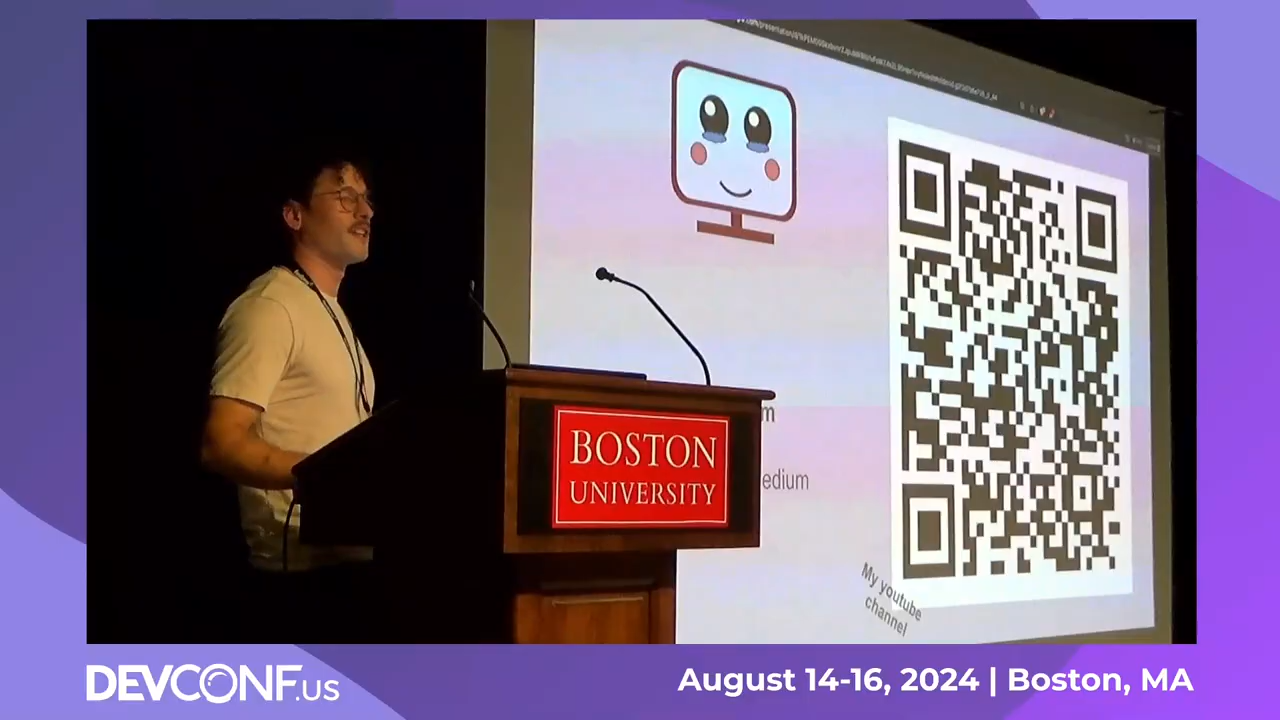 BOSTON
UNIVERSITY
m
edium
My youtube
channel
DEVCONF.us
August 14-16, 2024 | Boston, MA